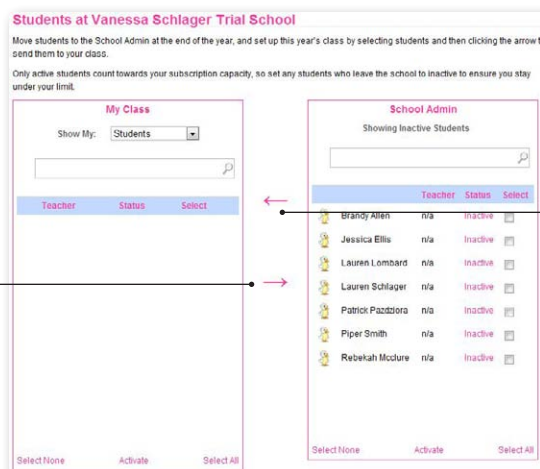 Students at Vanessa Schlager Trial School
Move students to the School Admin at the end of the year, and set up this year's class by selecting students and then clicking the arrow t
send them to your class.
Only active students count towards your subscription capacity, so set any students who leave the school to inactive to ensure you stay
under your limit.
My Class
Show My: Students
Teacher Status Select
Select None Activate Select All
←
→
School Admin
Showing Inactive Students
Teacher Status Select
Brandy Allen n/a Inactive
Jessica Ellis n/a Inactive
Lauren Lombard n/a Inactive
Lauren Schlager n/a Inactive
Patrick Pazdziora n/a Inactive
Piper Smith n/a Inactive
Rebekah Mcclure n/a Inactive
Select None Activate Select All